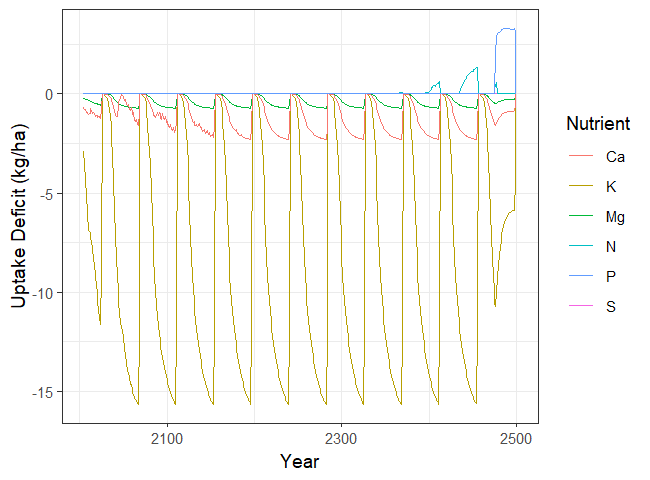 Uptake Deficit (kg/ha)
0
-5
-10
-15
2100
2300
2500
Year
Nutrient
Ca
K
Mg
N
P
S